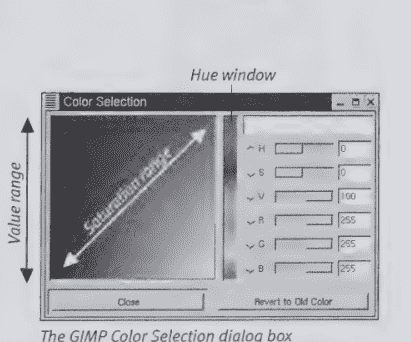 Hue window
Color Selection
Value range
Saturation range
H 0
S 0
V 100
R 255
G 255
B 255
Close
Revert to Old Color
The GIMP Color Selection dialog box